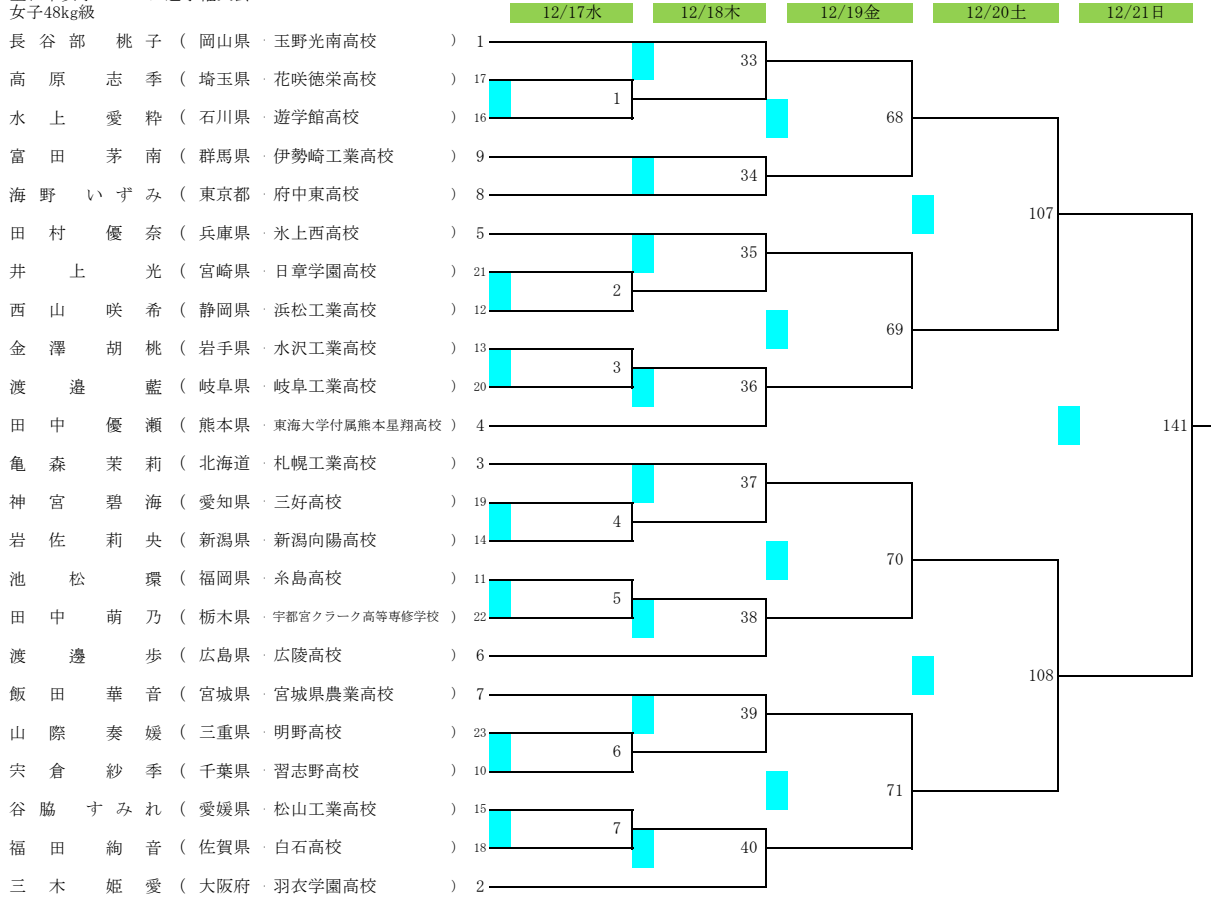 女子48kg級 12/17水 12/18木 12/19金 12/20土 12/21日
長谷部 桃子 ( 岡山県 · 玉野光南高校 ) 1
33
高原 志季 ( 埼玉県 · 花咲徳栄高校 ) 17
1
水上 愛粋 ( 石川県 · 遊学館高校 ) 16
68
富田 茅南 ( 群馬県 · 伊勢崎工業高校 ) 9
34
海野 いずみ ( 東京都 · 府中東高校 ) 8
107
田村 優奈 ( 兵庫県 · 氷上西高校 ) 5
35
井上 光 ( 宮崎県 · 日章学園高校 ) 21
2
西山 咲希 ( 静岡県 · 浜松工業高校 ) 12
69
金澤 胡桃 ( 岩手県 · 水沢工業高校 ) 13
3
渡邉 藍 ( 岐阜県 · 岐阜工業高校 ) 20
36
田中 優瀬 ( 熊本県 · 東海大学付属熊本星翔高校 ) 4
141
亀森 茉莉 ( 北海道 · 札幌工業高校 ) 3
37
神宮 碧海 ( 愛知県 · 三好高校 ) 19
4
岩佐 莉央 ( 新潟県 · 新潟向陽高校 ) 14
70
池松 環 ( 福岡県 · 糸島高校 ) 11
5
田中 萌乃 ( 栃木県 · 宇都宮クラーク高等専修学校 ) 22
38
渡邊 歩 ( 広島県 · 広陵高校 ) 6
108
飯田 華音 ( 宮城県 · 宮城県農業高校 ) 7
39
山際 奏媛 ( 三重県 · 明野高校 ) 23
6
宍倉 紗季 ( 千葉県 · 習志野高校 ) 10
71
谷脇 すみれ ( 愛媛県 · 松山工業高校 ) 15
7
福田 絢音 ( 佐賀県 · 白石高校 ) 18
40
三木 姫愛 ( 大阪府 · 羽衣学園高校 ) 2